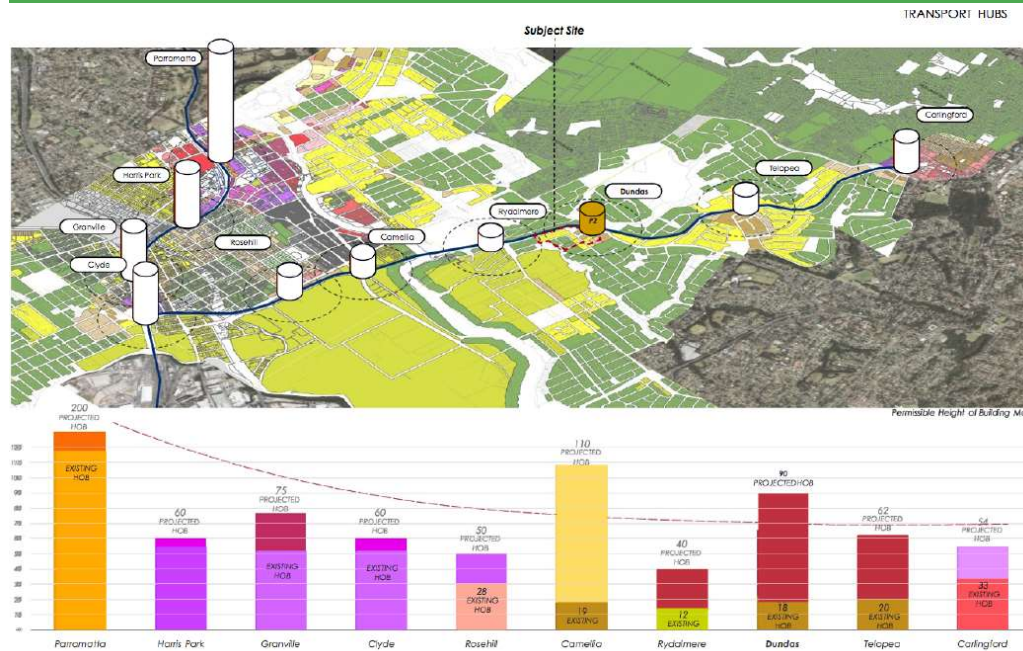 TRANSPORT HUBS
Subject Site
Parramatta
Carlingford
Harris Park
Telopea
Dundas
Granville
Rydalmere
P2
Rosehill
Camellia
Clyde
Permissible Height of Building
200
PROJECTED
HOB
EXISTING
HOB
60
PROJECTED
HOB
75
PROJECTED
HOB
EXISTING
HOB
60
PROJECTED
HOB
EXISTING
HOB
50
PROJECTED
HOB
28
EXISTING
HOB
110
PROJECTED
HOB
19
EXISTING
40
PROJECTED
HOB
12
EXISTING
90
PROJECTEDHOB
18
EXISTING
HOB
62
PROJECTED
HOB
20
EXISTING
HOB
54
PROJECTED
HOB
33
EXISTING
HOB
Parramatta Harris Park Granville Clyde Rosehill Camellia Rydalmere Dundas Telopea Carlingford